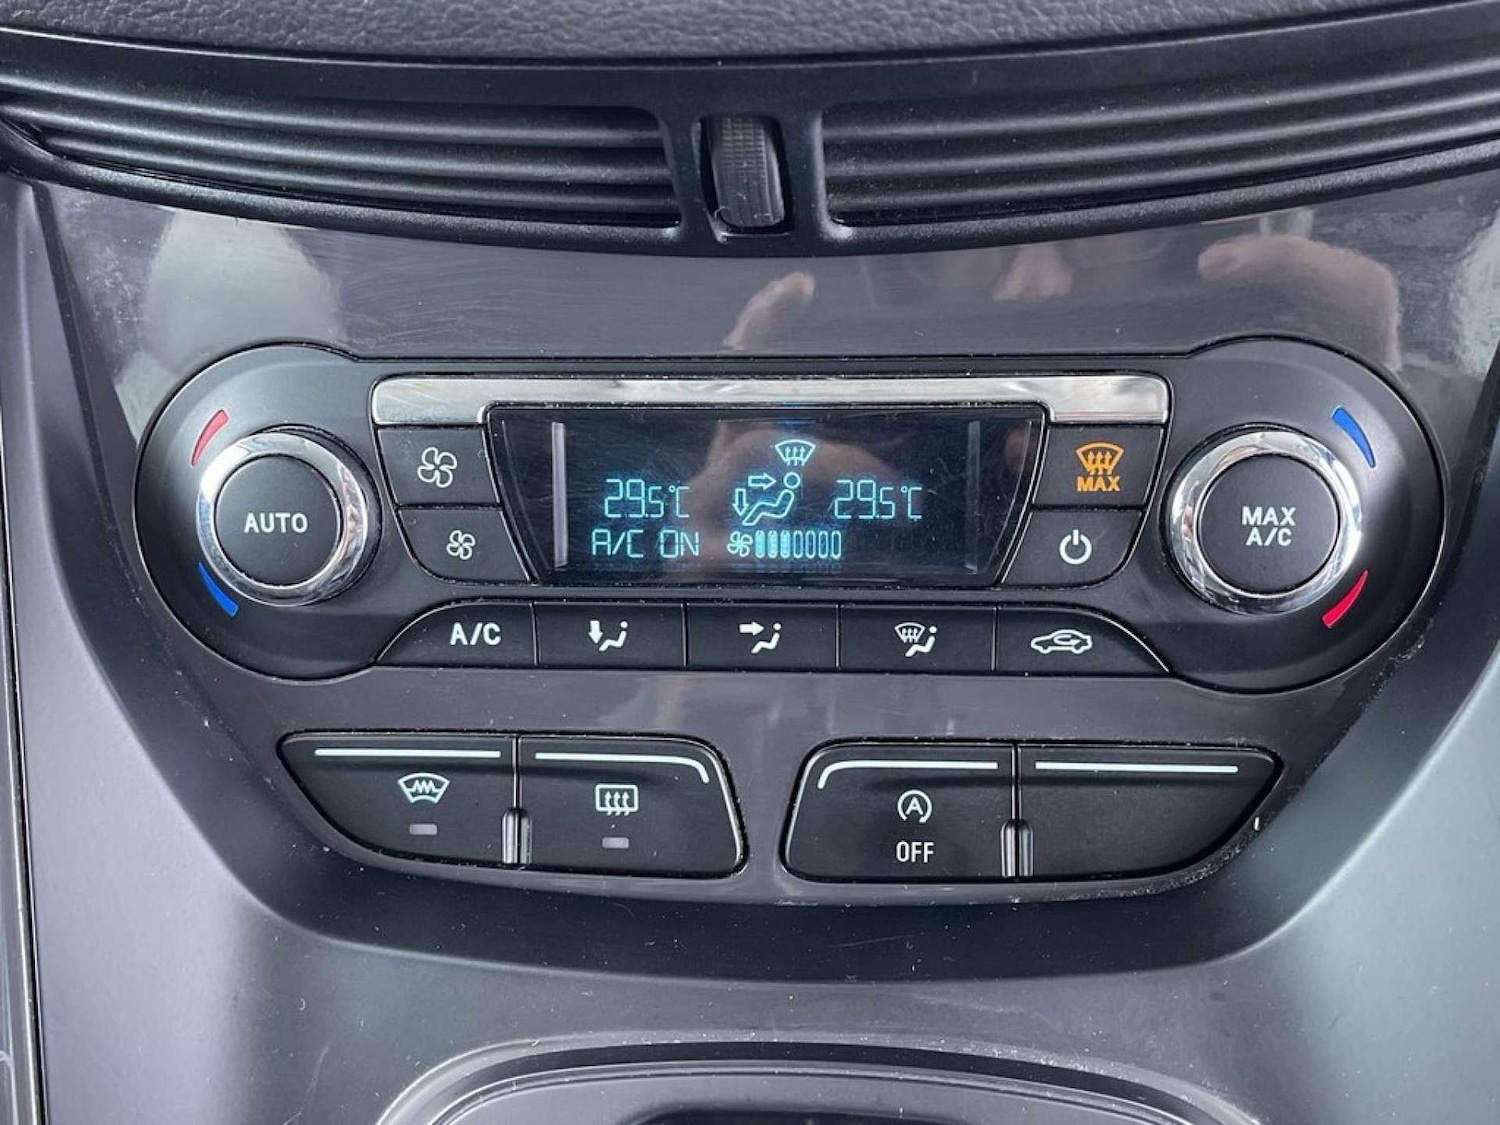 MAX
AUTO
29.5°C 29.5°C
MAX
A/C
A/C ON
A/C
A
OFF